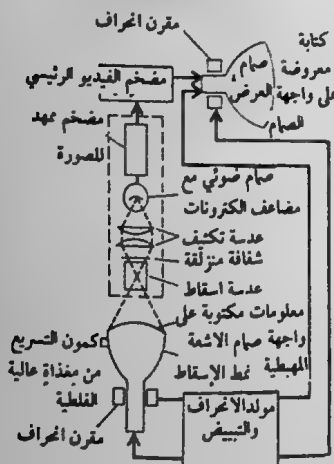 مقرن انحراف
كتابة
معروضة
على واجهة
الصمام
صمام
العرض
مضخم الفيديو الرئيسي
مضخم ممهد
للصورة
صمام ضوئي مع
مضاعف الكترونات
عدسة تكثيف
شفافة منزلقة
عدسة اسقاط
معلومات مكتوبة على
واجهة صمام الاشعة
المهبطية
نمط الإسقاط
كمون التسريع
من مغذاة عالية
الفلطية
مقرن انحراف
مولد الانحراف
والتبييض